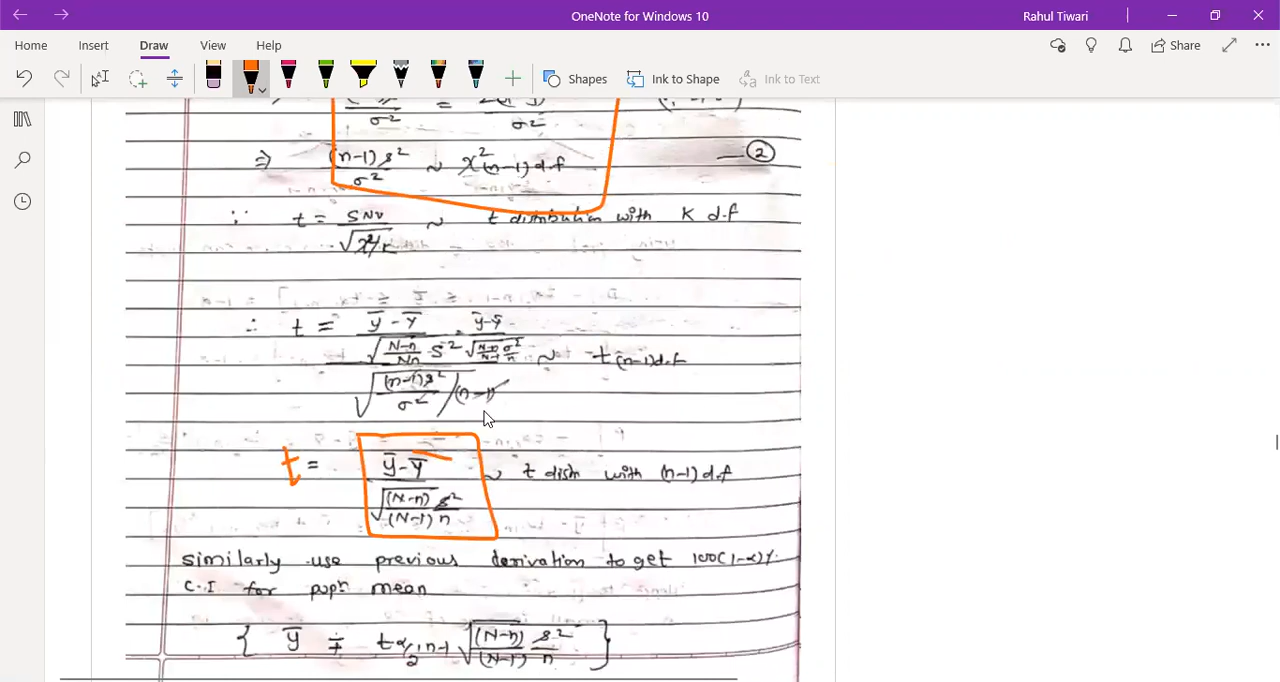 OneNote for Windows 10
Rahul Tiwari
Home Insert Draw View Help
Share
Shapes Ink to Shape Ink to Text
σ² = σ²
⇒ (n-1)s²/σ² ~ χ²(n-1)d.f — ②
∵ t = SNV/√(χ²/k) ~ t distribution with K d.f
∴ t = (ȳ-Ȳ)/√((N-n)/(Nn) S²) (ȳ-Ȳ)/√((N-n)/(N-1) σ²/n) ~ t(n-1)d.f
√((n-1)s²/σ² /(n-1))
t = (ȳ-Ȳ)/√((N-n)/(N-1) s²/n) ~ t distn with (n-1)d.f
similarly use previous derivation to get 100(1-α)%
C.I for popn mean
{ ȳ ∓ tα/2, n-1 √((N-n)/(N-1) s²/n) }